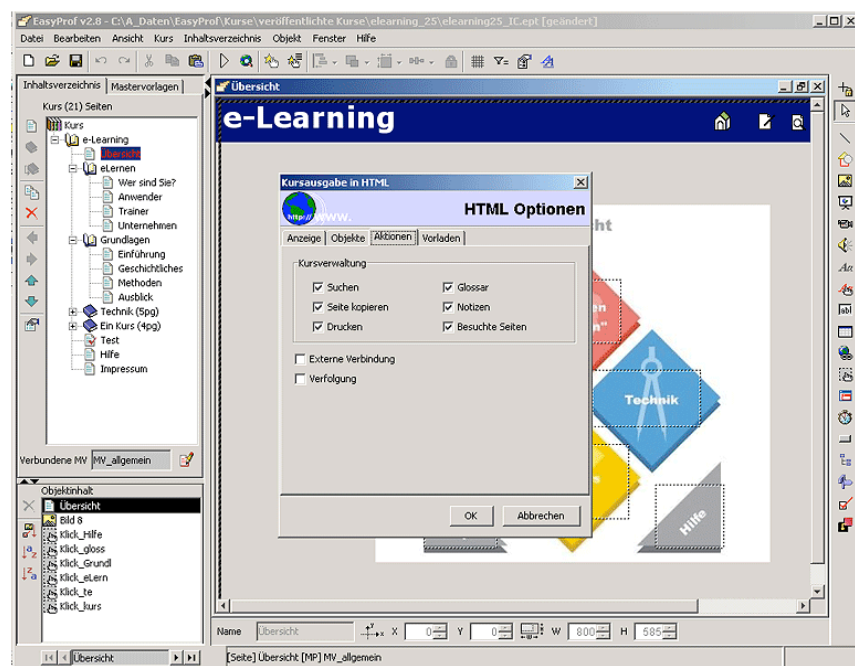 EasyProf v2.8 - C:\A_Daten\EasyProf\Kurse\veröffentlichte Kurse\elearning_25\elearning25_IC.ept [geändert]
Datei Bearbeiten Ansicht Kurs Inhaltsverzeichnis Objekt Fenster Hilfe
Inhaltsverzeichnis Mastervorlagen
Kurs (21) Seiten
Kurs
e-Learning
Übersicht
eLernen
Wer sind Sie?
Anwender
Trainer
Unternehmen
Grundlagen
Einführung
Geschichtliches
Methoden
Ausblick
Technik (5pg)
Ein Kurs (4pg)
Test
Hilfe
Impressum
Verbundene MV MV_allgemein
Objektinhalt
Übersicht
Bild 8
Klick_Hilfe
Klick_gloss
Klick_Grundl
Klick_eLern
Klick_te
Klick_kurs
Übersicht
Übersicht
e-Learning
ht
Kursausgabe in HTML
http:// www.
HTML Optionen
Anzeige Objekte Aktionen Vorladen
Kursverwaltung
Suchen Glossar
Seite kopieren Notizen
Drucken Besuchte Seiten
Externe Verbindung
Verfolgung
OK Abbrechen
en
n"
Technik
s
Hilfe
Name Übersicht X 0 Y 0 W 800 H 585
[Seite] Übersicht [MP] MV_allgemein